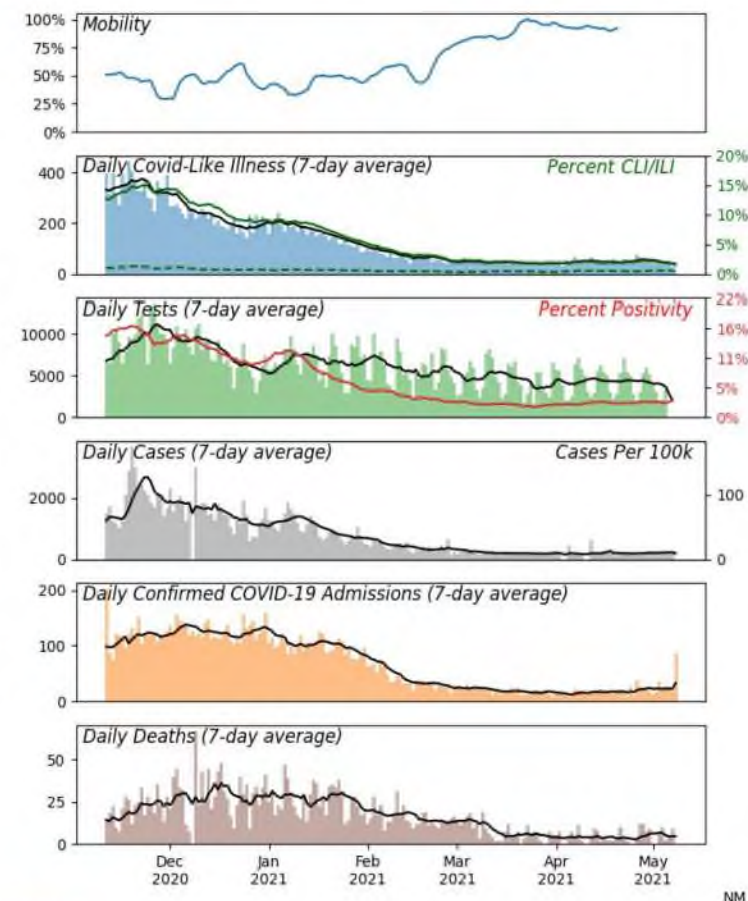 Mobility
100%
75%
50%
25%
0%
Daily Covid-Like Illness (7-day average)
Percent CLI/ILI
400
200
0
20%
15%
10%
5%
0%
Daily Tests (7-day average)
Percent Positivity
10000
5000
0
22%
16%
11%
5%
0%
Daily Cases (7-day average)
Cases Per 100k
2000
0
100
0
Daily Confirmed COVID-19 Admissions (7-day average)
200
100
0
Daily Deaths (7-day average)
50
25
0
Dec Jan Feb Mar Apr May
2020 2021 2021 2021 2021 2021
NM